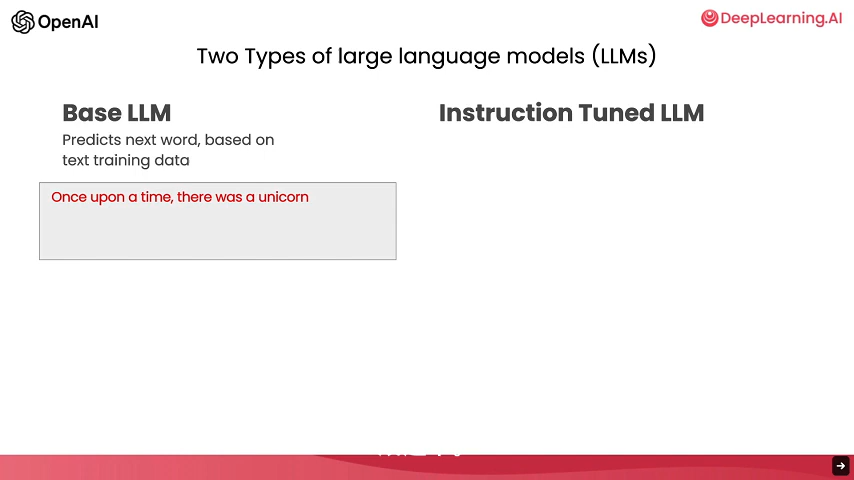 OpenAI
DeepLearning.AI
Two Types of large language models (LLMs)
Base LLM
Predicts next word, based on
text training data
Once upon a time, there was a unicorn
Instruction Tuned LLM